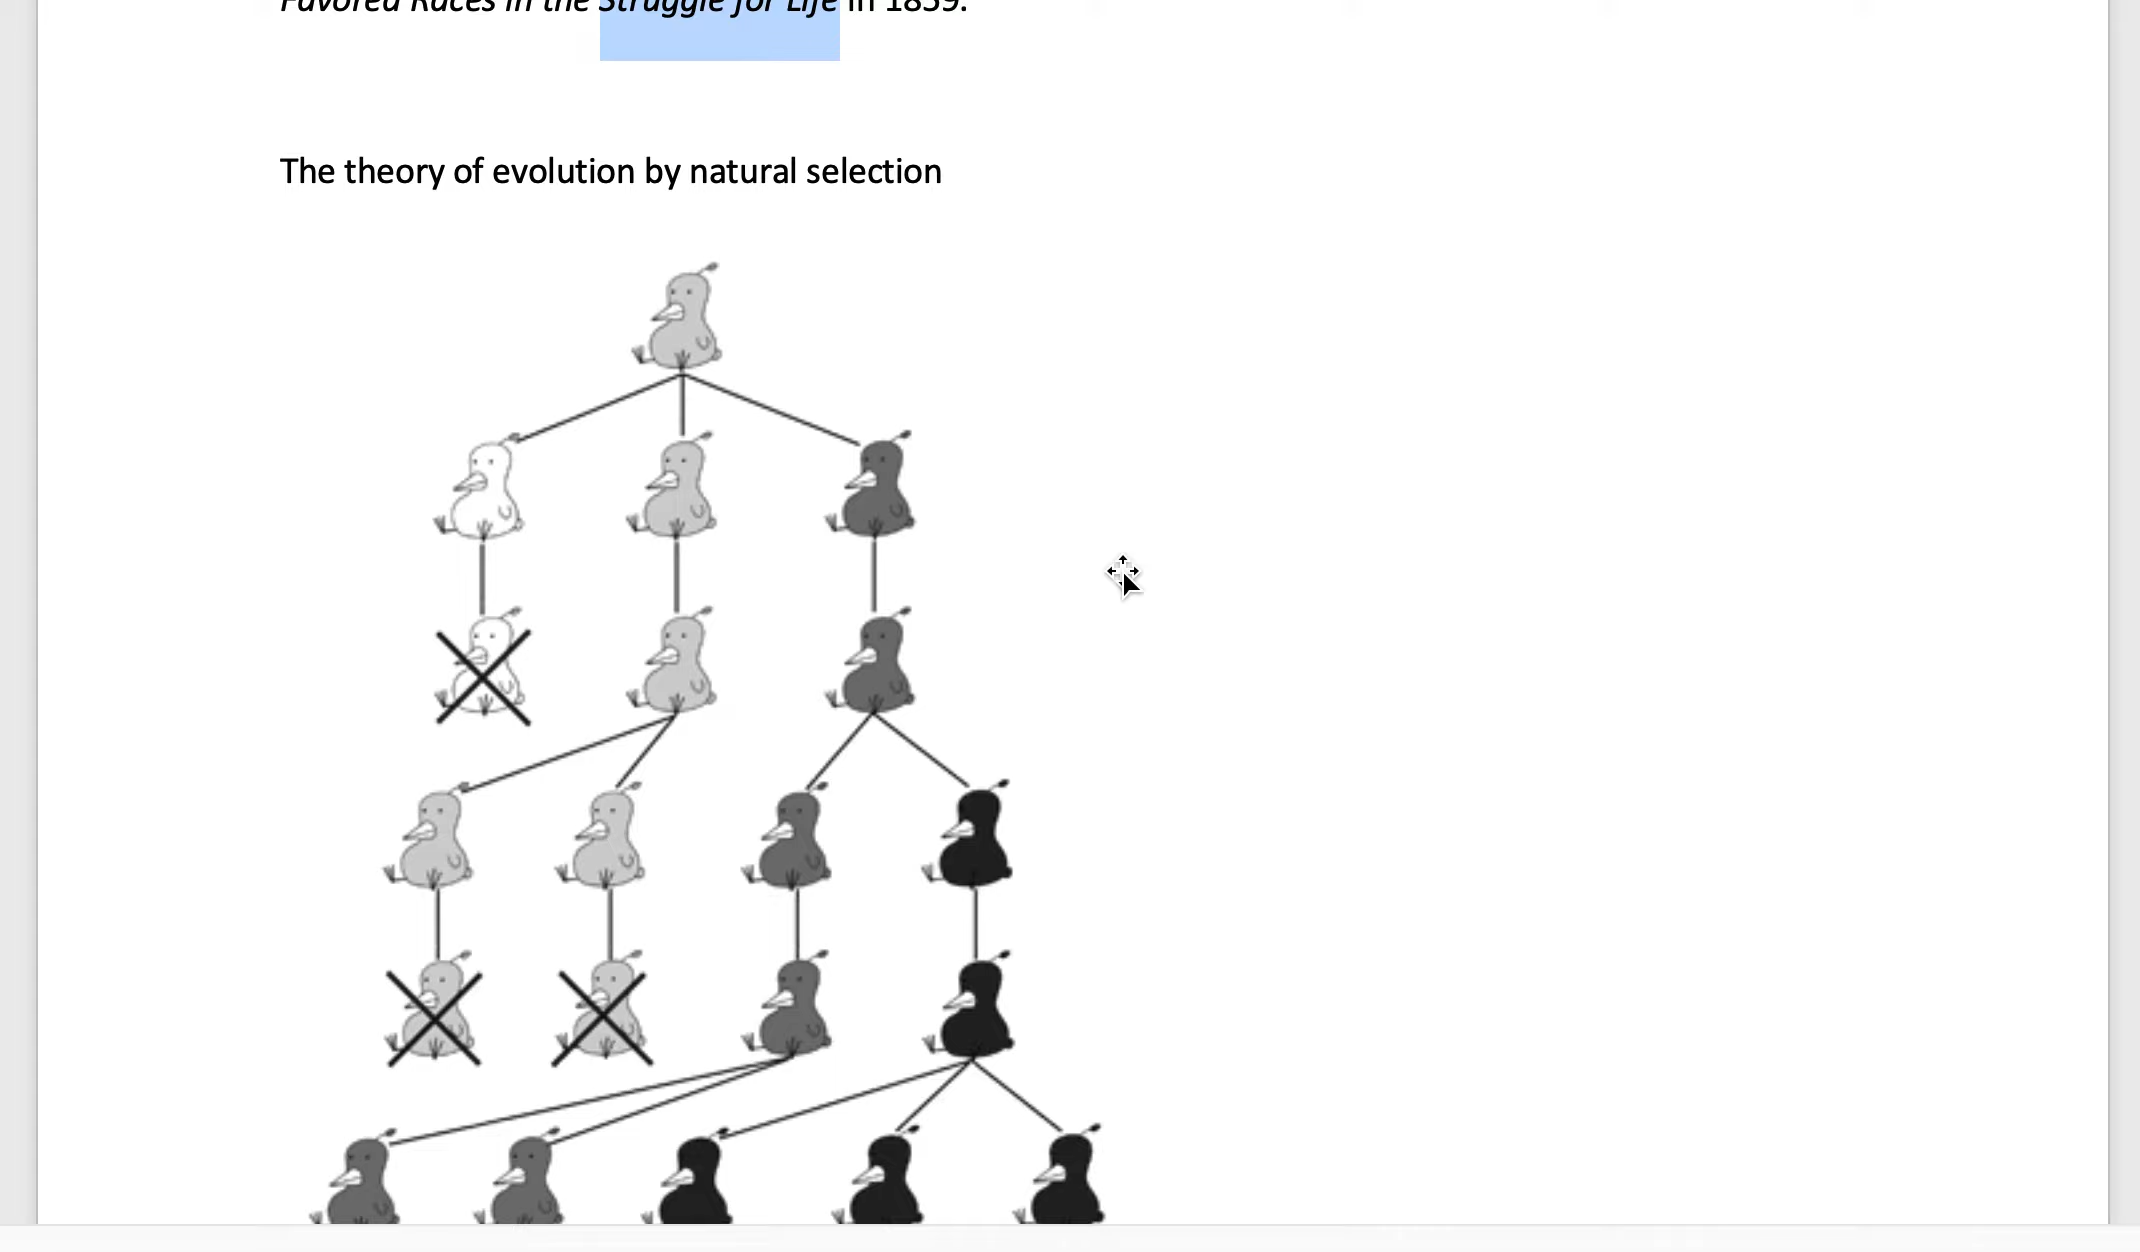 Favored Races in the Struggle for Life in 1859.
The theory of evolution by natural selection